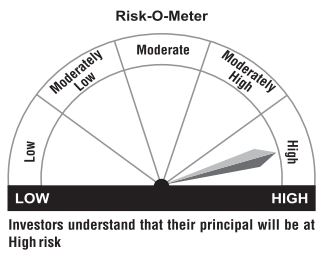 Risk-O-Meter
Low
Moderately
Low
Moderate
Moderately
High
High
LOW
HIGH
Investors understand that their principal will be at
High risk